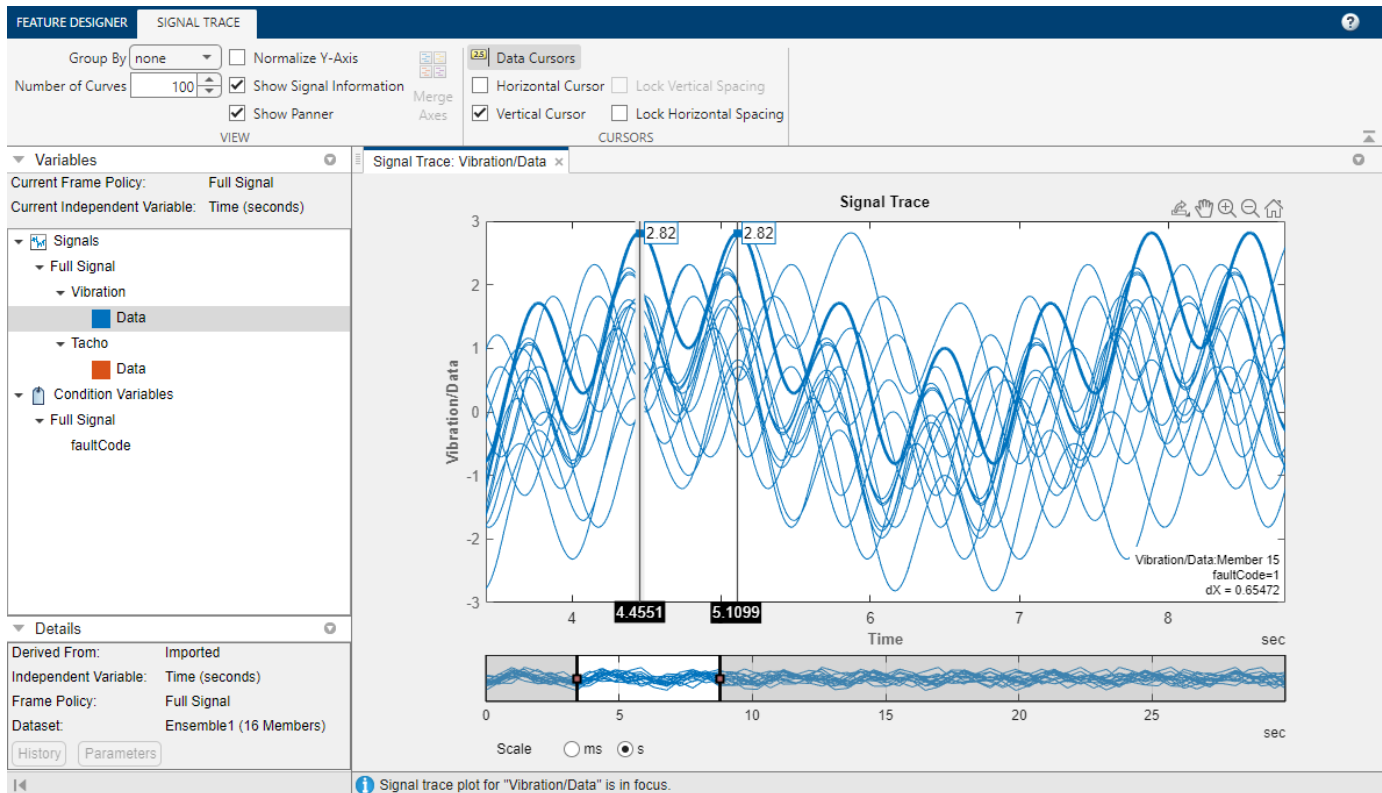 FEATURE DESIGNER SIGNAL TRACE ?
Group By none Normalize Y-Axis 2.5 Data Cursors
Number of Curves 100 Show Signal Information Merge Axes Horizontal Cursor Lock Vertical Spacing
Show Panner Vertical Cursor Lock Horizontal Spacing
VIEW CURSORS
Variables Signal Trace: Vibration/Data ×
Current Frame Policy: Full Signal
Current Independent Variable: Time (seconds)
Signals
Full Signal
Vibration
Data
Tacho
Data
Condition Variables
Full Signal
faultCode
Signal Trace
3
2.82 2.82
2
1
0
-1
-2
-3
Vibration/Data
Vibration/Data:Member 15
faultCode=1
dX = 0.65472
4 4.4551 5.1099 6 7 8
Time sec
Details
Derived From: Imported
Independent Variable: Time (seconds)
Frame Policy: Full Signal
Dataset: Ensemble1 (16 Members)
History Parameters
0 5 10 15 20 25
sec
Scale ms s
Signal trace plot for "Vibration/Data" is in focus.